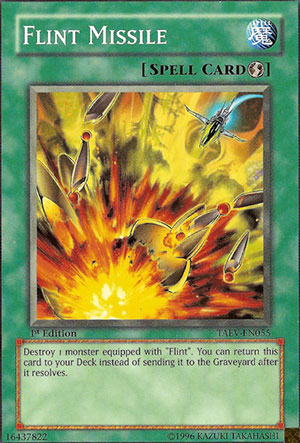 FLINT MISSILE
魔
[SPELL CARD]
1st Edition
TAEV-EN055
Destroy 1 monster equipped with "Flint". You can return this
card to your Deck instead of sending it to the Graveyard after
it resolves.
16437822
©1996 KAZUKI TAKAHASHI